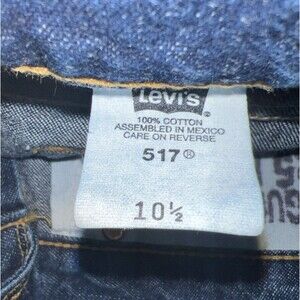 Levi's ®
100% COTTON
ASSEMBLED IN MEXICO
CARE ON REVERSE
517®
10½